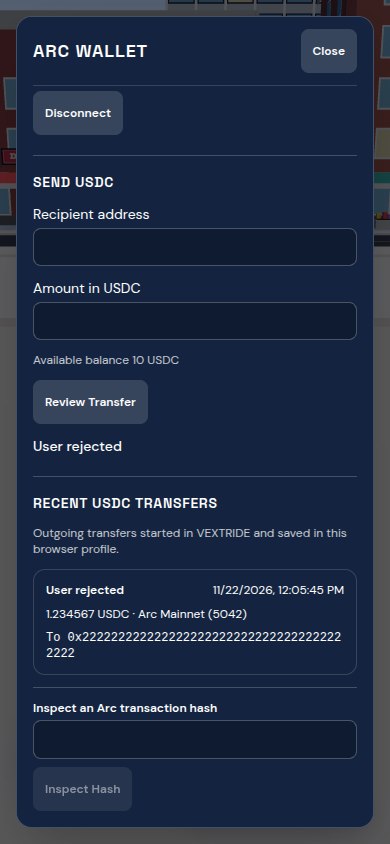 ARC WALLET
Close
Disconnect
SEND USDC
Recipient address
Amount in USDC
Available balance 10 USDC
Review Transfer
User rejected
RECENT USDC TRANSFERS
Outgoing transfers started in VEXTRIDE and saved in this
browser profile.
User rejected 11/22/2026, 12:05:45 PM
1.234567 USDC · Arc Mainnet (5042)
To 0x222222222222222222222222222222222222
2222
Inspect an Arc transaction hash
Inspect Hash